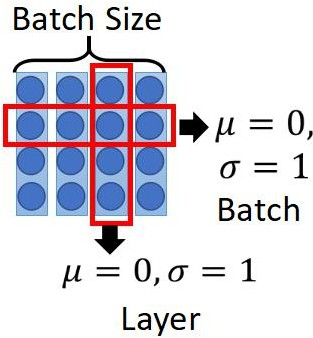 Batch Size
μ = 0,
σ = 1
Batch
μ = 0, σ = 1
Layer